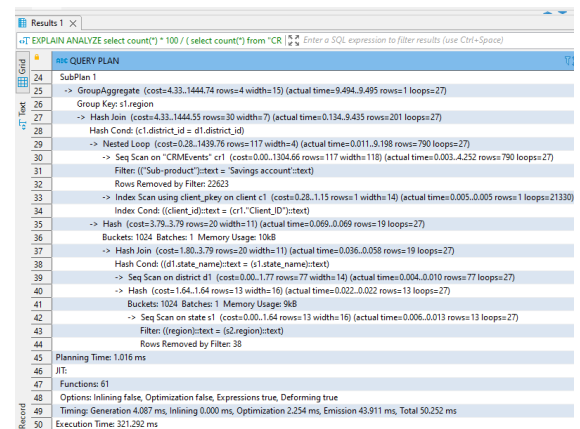 Results 1
EXPLAIN ANALYZE select count(*) * 100 / ( select count(*) from "CR
Enter a SQL expression to filter results (use Ctrl+Space)
Grid
Text
Record
ABC QUERY PLAN
24 SubPlan 1
25 -> GroupAggregate (cost=4.33..1444.74 rows=4 width=15) (actual time=9.494..9.495 rows=1 loops=27)
26 Group Key: s1.region
27 -> Hash Join (cost=4.33..1444.55 rows=30 width=7) (actual time=0.134..9.435 rows=201 loops=27)
28 Hash Cond: (c1.district_id = d1.district_id)
29 -> Nested Loop (cost=0.28..1439.76 rows=117 width=4) (actual time=0.011..9.198 rows=790 loops=27)
30 -> Seq Scan on "CRMEvents" cr1 (cost=0.00..1304.66 rows=117 width=118) (actual time=0.003..4.252 rows=790 loops=27)
31 Filter: (("Sub-product")::text = 'Savings account'::text)
32 Rows Removed by Filter: 22623
33 -> Index Scan using client_pkey on client c1 (cost=0.28..1.15 rows=1 width=14) (actual time=0.005..0.005 rows=1 loops=21330)
34 Index Cond: ((client_id)::text = (cr1."Client_ID")::text)
35 -> Hash (cost=3.79..3.79 rows=20 width=11) (actual time=0.069..0.069 rows=19 loops=27)
36 Buckets: 1024 Batches: 1 Memory Usage: 10kB
37 -> Hash Join (cost=1.80..3.79 rows=20 width=11) (actual time=0.036..0.058 rows=19 loops=27)
38 Hash Cond: ((d1.state_name)::text = (s1.state_name)::text)
39 -> Seq Scan on district d1 (cost=0.00..1.77 rows=77 width=14) (actual time=0.004..0.010 rows=77 loops=27)
40 -> Hash (cost=1.64..1.64 rows=13 width=16) (actual time=0.022..0.022 rows=13 loops=27)
41 Buckets: 1024 Batches: 1 Memory Usage: 9kB
42 -> Seq Scan on state s1 (cost=0.00..1.64 rows=13 width=16) (actual time=0.006..0.013 rows=13 loops=27)
43 Filter: ((region)::text = (s2.region)::text)
44 Rows Removed by Filter: 38
45 Planning Time: 1.016 ms
46 JIT:
47 Functions: 61
48 Options: Inlining false, Optimization false, Expressions true, Deforming true
49 Timing: Generation 4.087 ms, Inlining 0.000 ms, Optimization 2.254 ms, Emission 43.911 ms, Total 50.252 ms
50 Execution Time: 321.292 ms